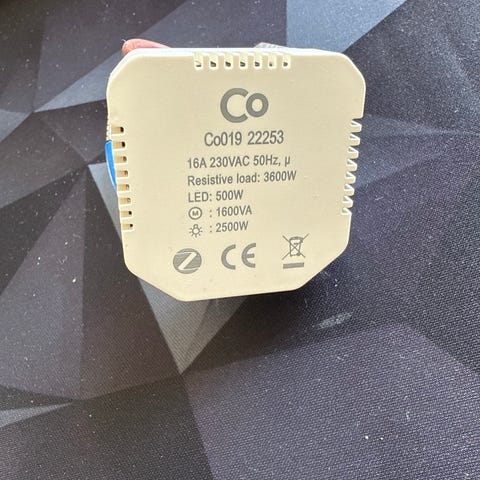 Co
Co019 22253
16A 230VAC 50Hz, µ
Resistive load: 3600W
LED: 500W
M : 1600VA
: 2500W
CE